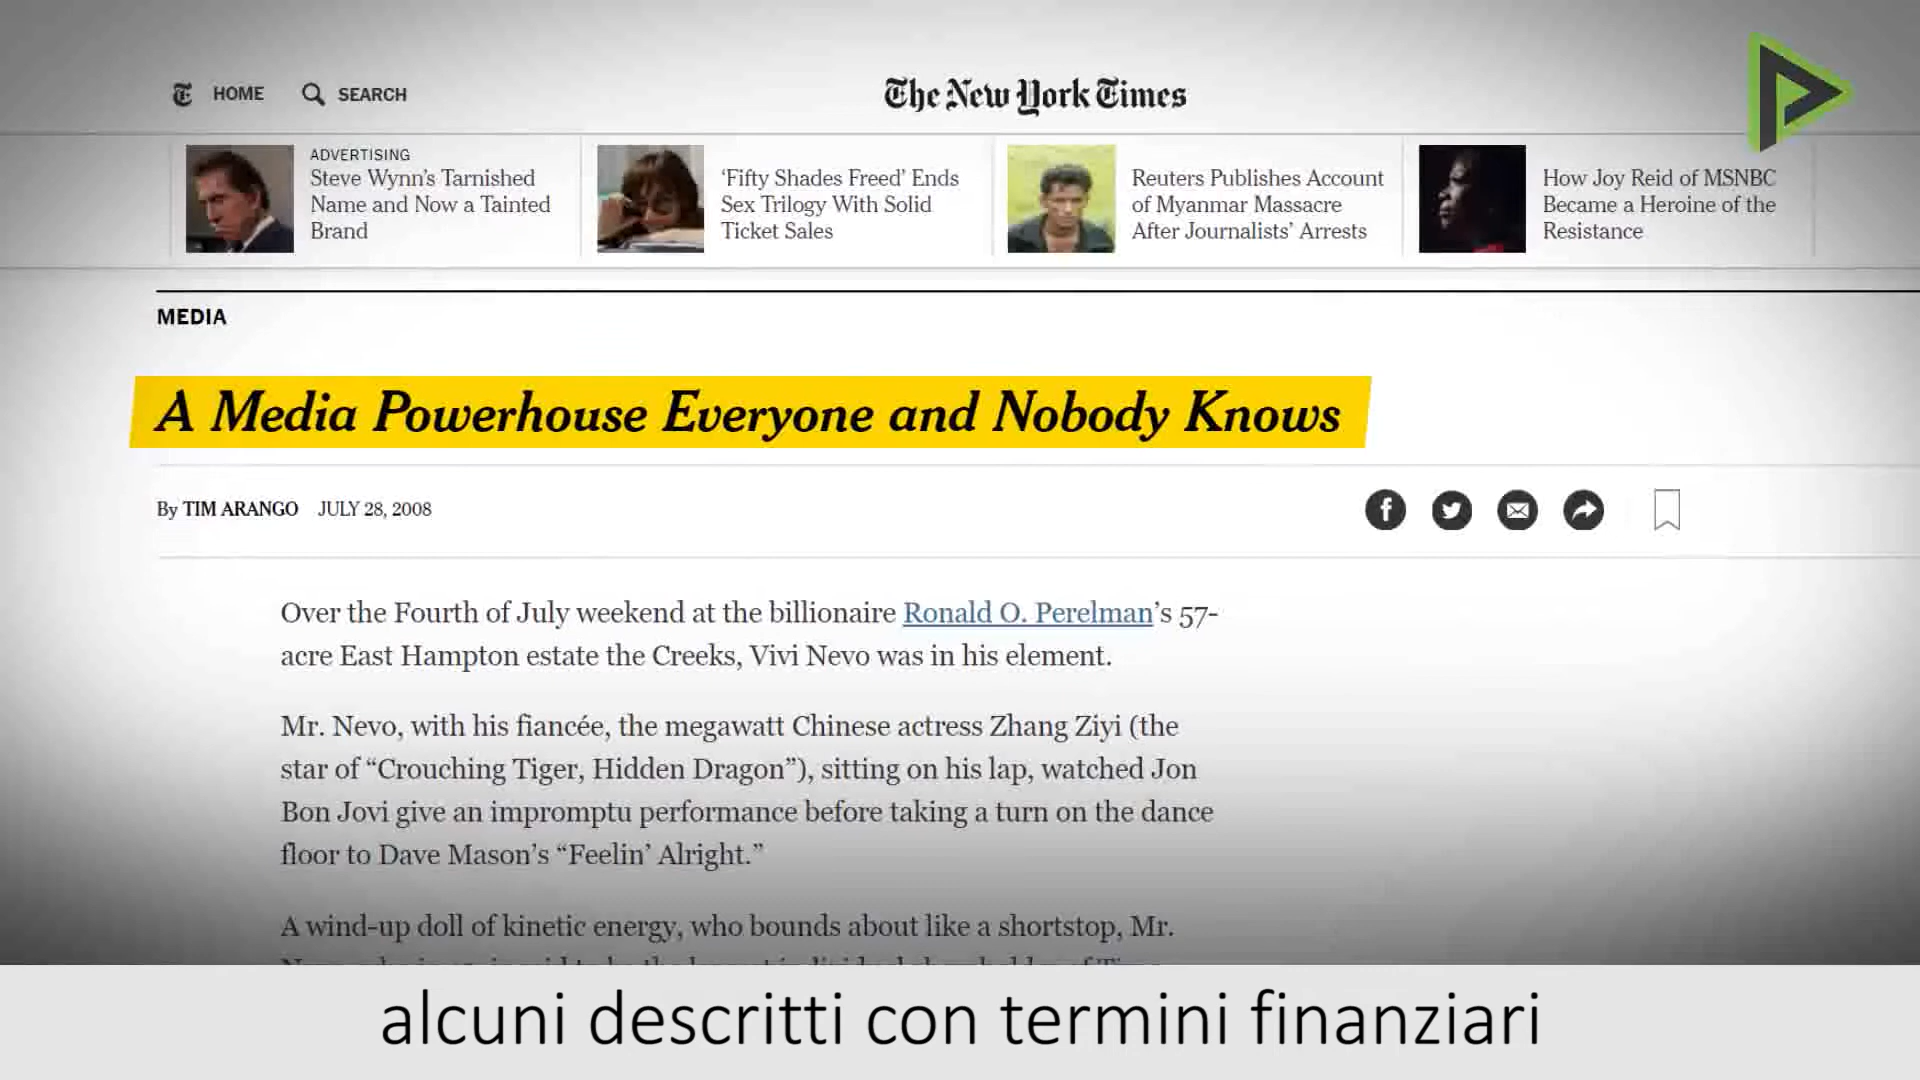 HOME SEARCH The New York Times
ADVERTISING
Steve Wynn's Tarnished
Name and Now a Tainted
Brand
'Fifty Shades Freed' Ends
Sex Trilogy With Solid
Ticket Sales
Reuters Publishes Account
of Myanmar Massacre
After Journalists' Arrests
How Joy Reid of MSNBC
Became a Heroine of the
Resistance
MEDIA
A Media Powerhouse Everyone and Nobody Knows
By TIM ARANGO JULY 28, 2008
Over the Fourth of July weekend at the billionaire Ronald O. Perelman's 57-
acre East Hampton estate the Creeks, Vivi Nevo was in his element.
Mr. Nevo, with his fiancée, the megawatt Chinese actress Zhang Ziyi (the
star of “Crouching Tiger, Hidden Dragon”), sitting on his lap, watched Jon
Bon Jovi give an impromptu performance before taking a turn on the dance
floor to Dave Mason's “Feelin' Alright.”
A wind-up doll of kinetic energy, who bounds about like a shortstop, Mr.
alcuni descritti con termini finanziari